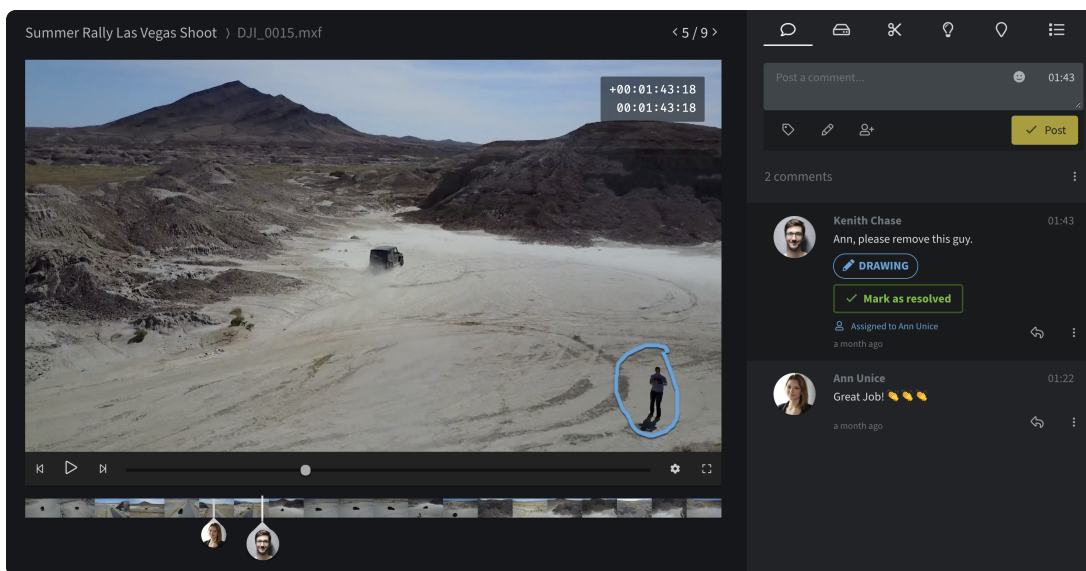 Summer Rally Las Vegas Shoot › DJI_0015.mxf
‹ 5 / 9 ›
+00:01:43:18
00:01:43:18
Post a comment...
01:43
Post
2 comments
Kenith Chase
01:43
Ann, please remove this guy.
DRAWING
Mark as resolved
Assigned to Ann Unice
a month ago
Ann Unice
01:22
Great Job! 👏👏👏
a month ago